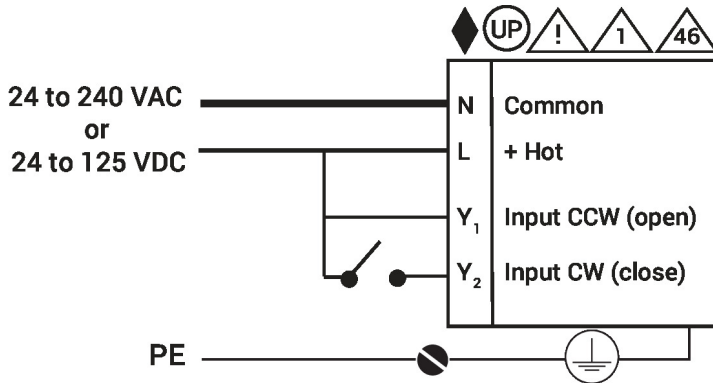 UP ! 1 46
24 to 240 VAC
or
24 to 125 VDC
N Common
L + Hot
Y₁ Input CCW (open)
Y₂ Input CW (close)
PE